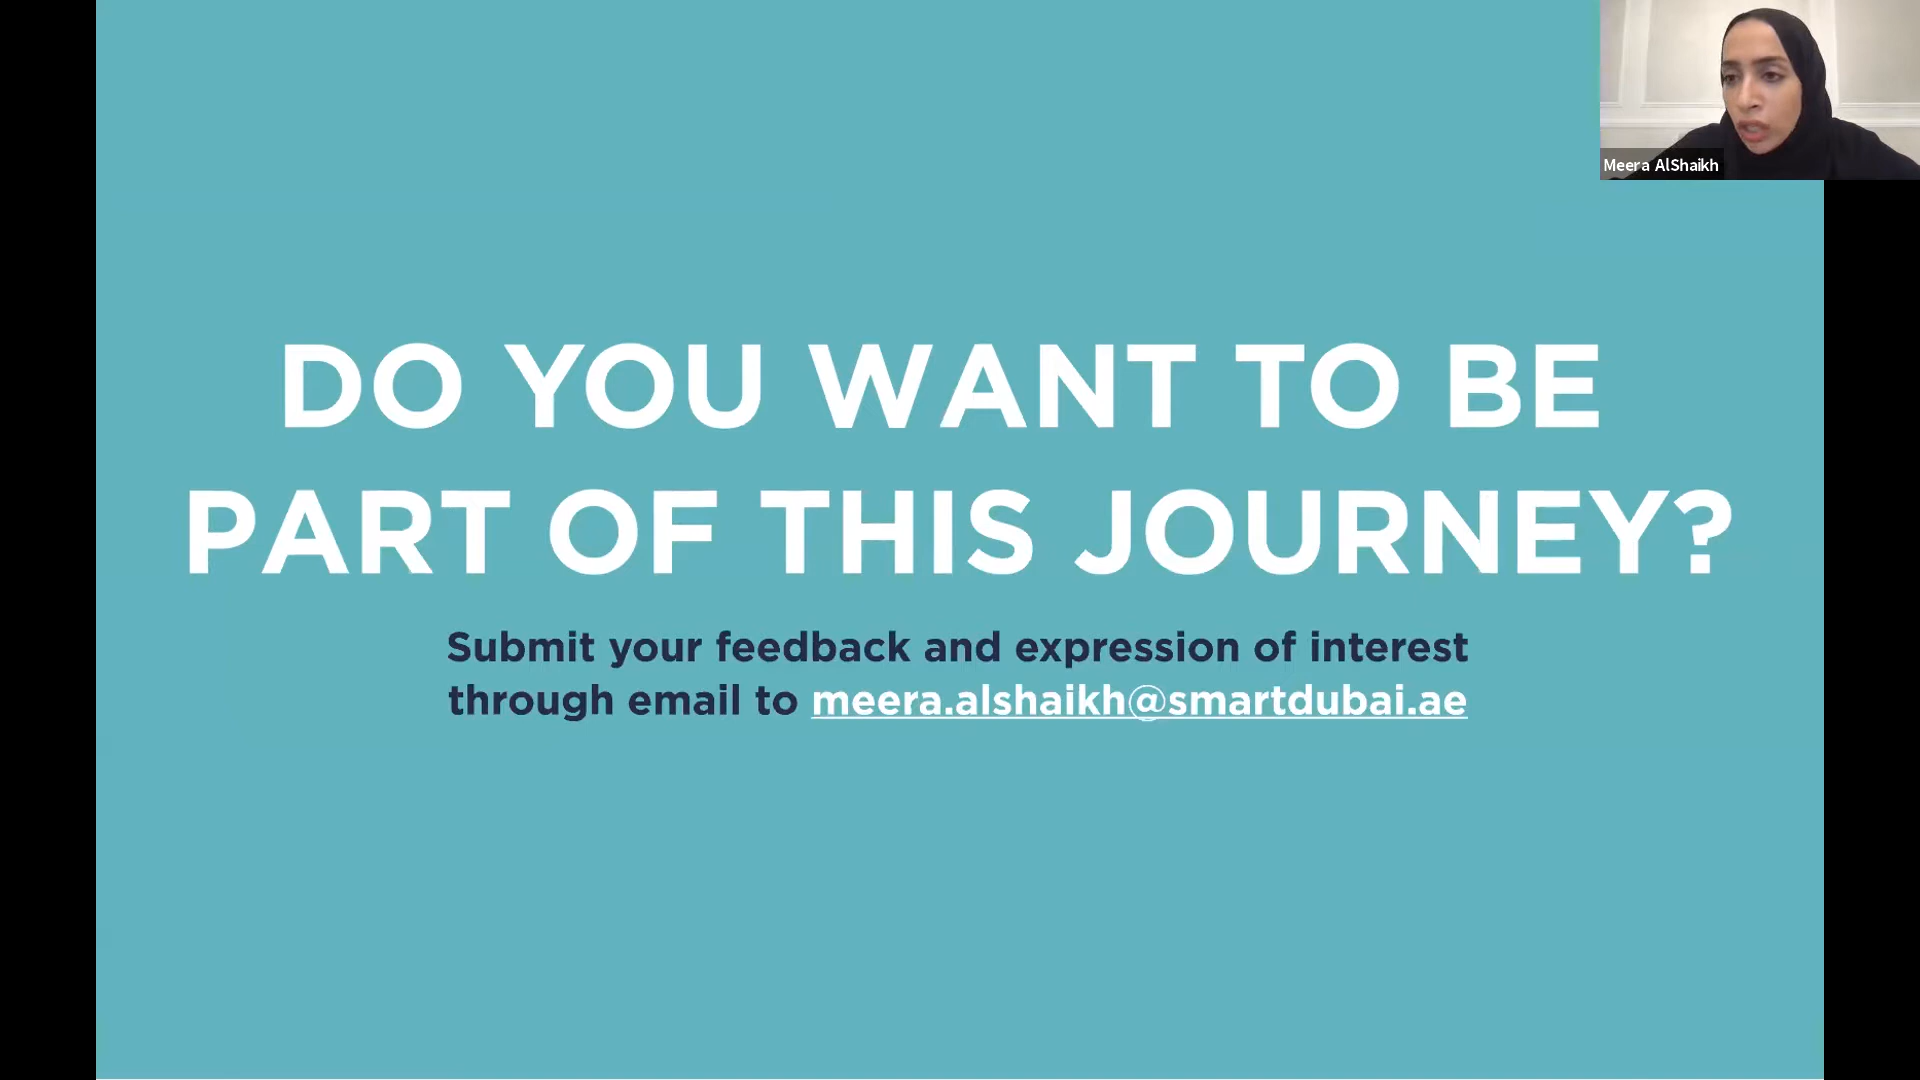 Meera AlShaikh
DO YOU WANT TO BE
PART OF THIS JOURNEY?
Submit your feedback and expression of interest
through email to meera.alshaikh@smartdubai.ae